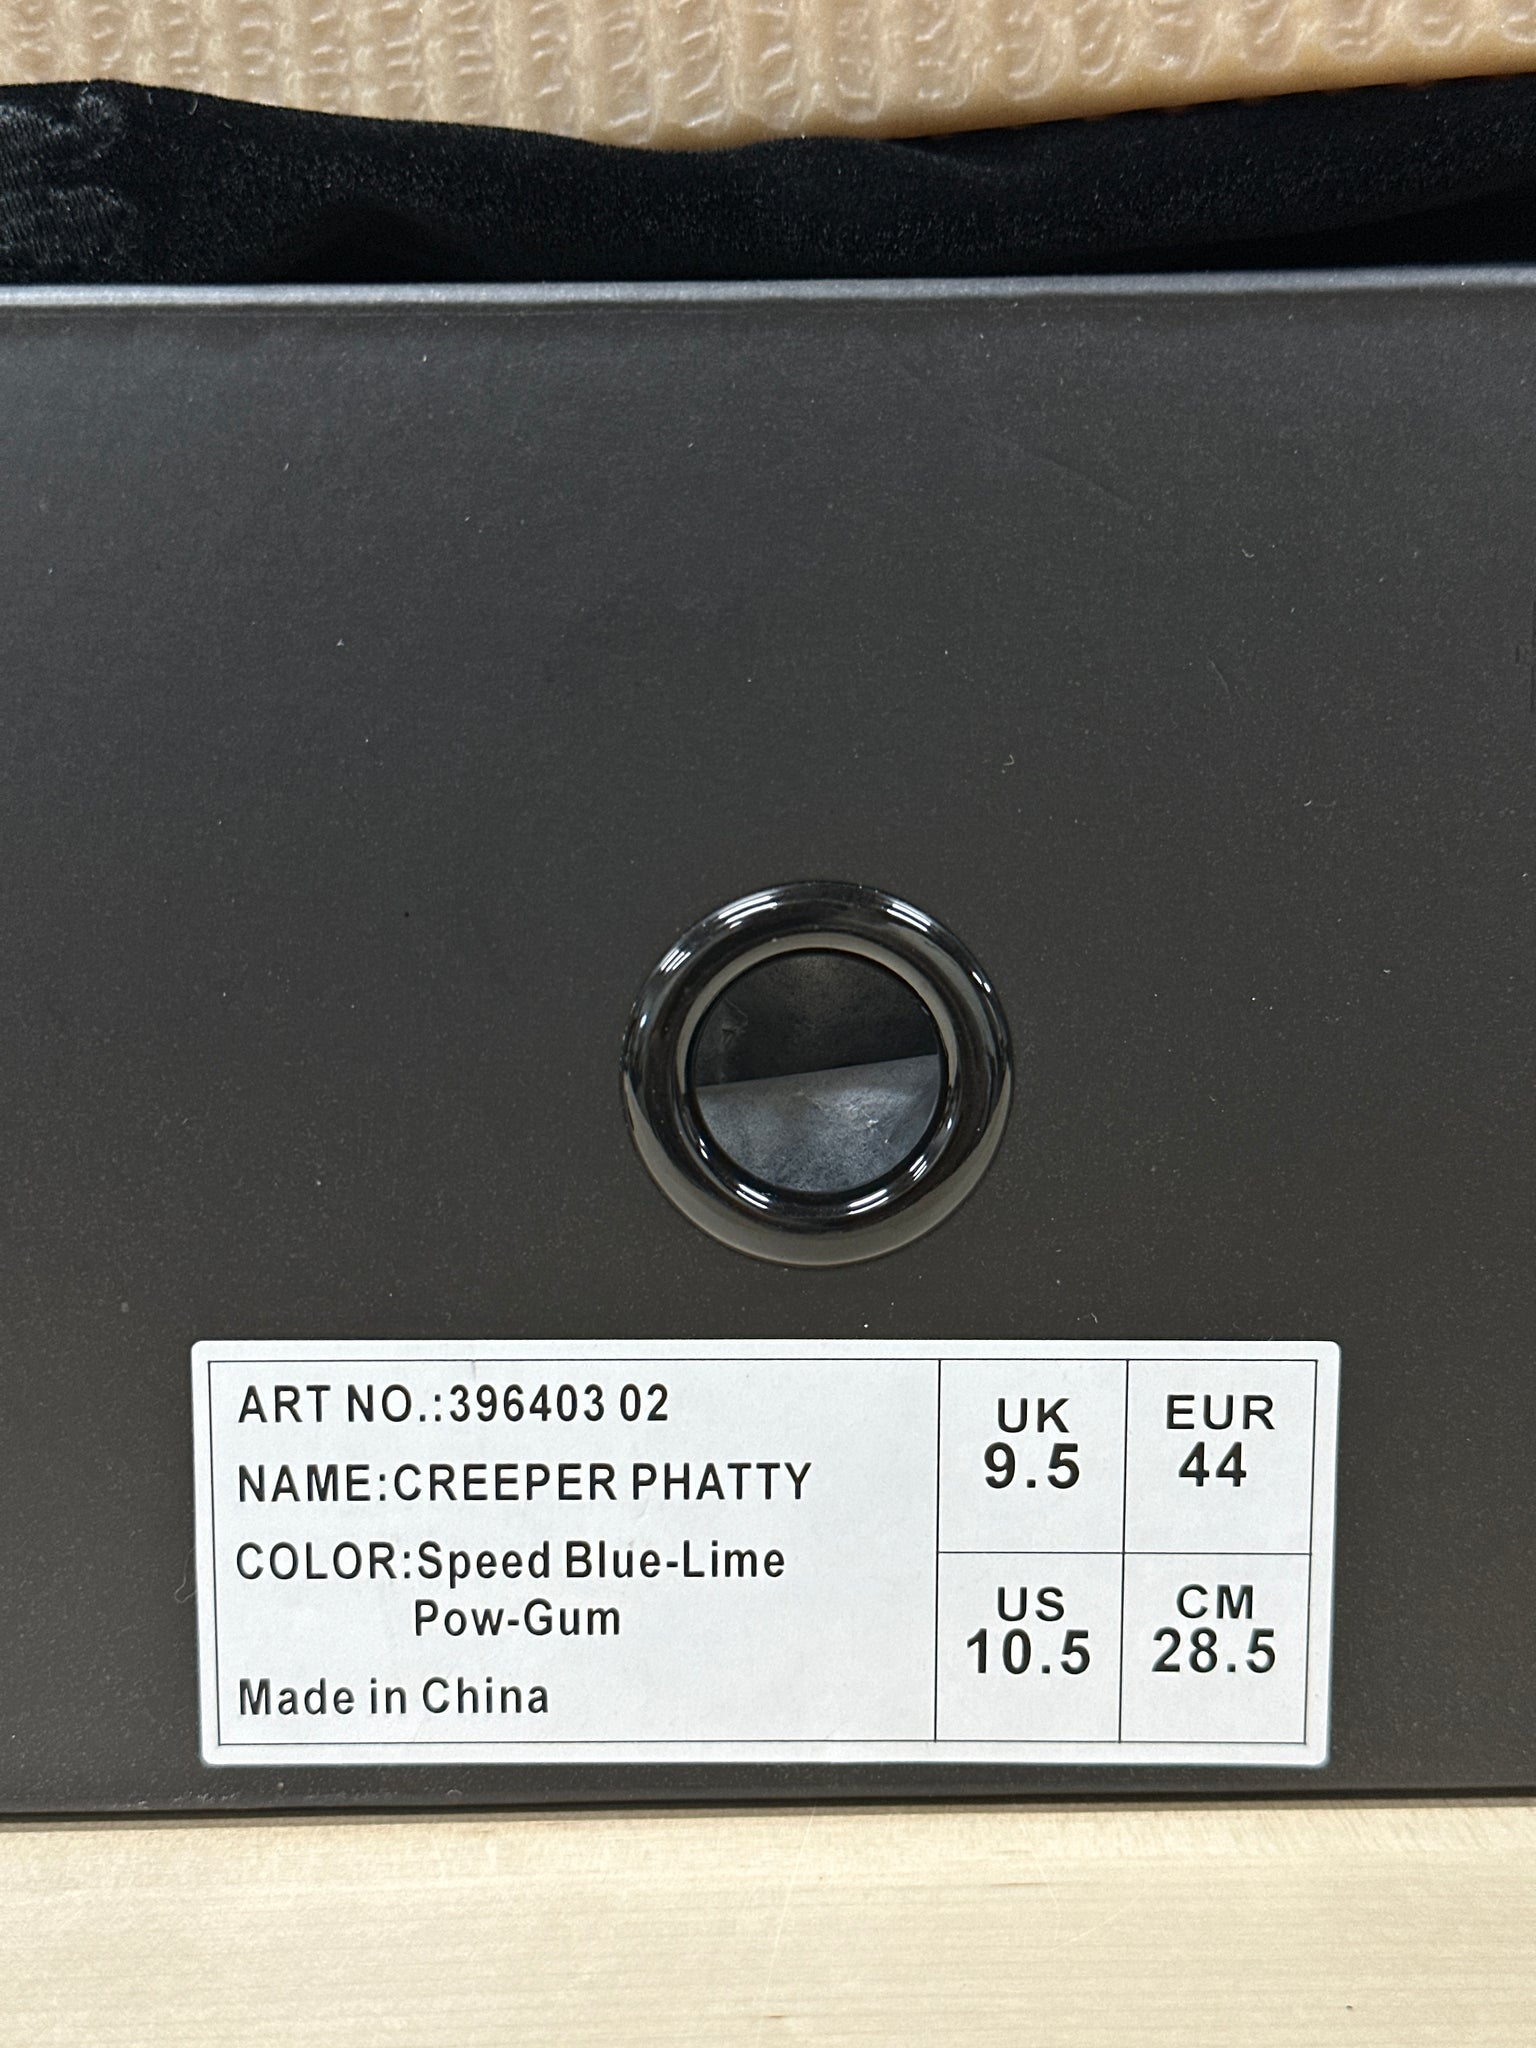 ART NO.:396403 02
NAME:CREEPER PHATTY
COLOR:Speed Blue-Lime
Pow-Gum
Made in China
UK
9.5
EUR
44
US
10.5
CM
28.5